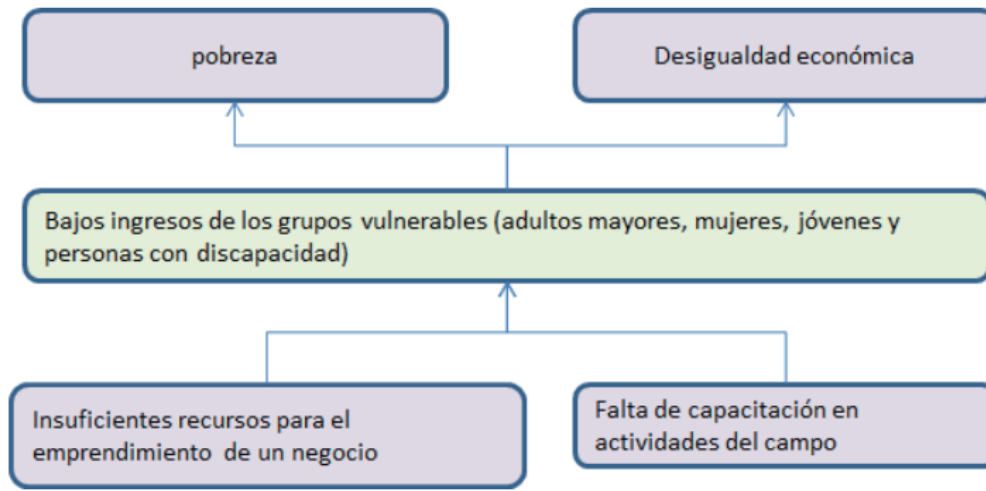 pobreza
Desigualdad económica
Bajos ingresos de los grupos vulnerables (adultos mayores, mujeres, jóvenes y
personas con discapacidad)
Insuficientes recursos para el
emprendimiento de un negocio
Falta de capacitación en
actividades del campo